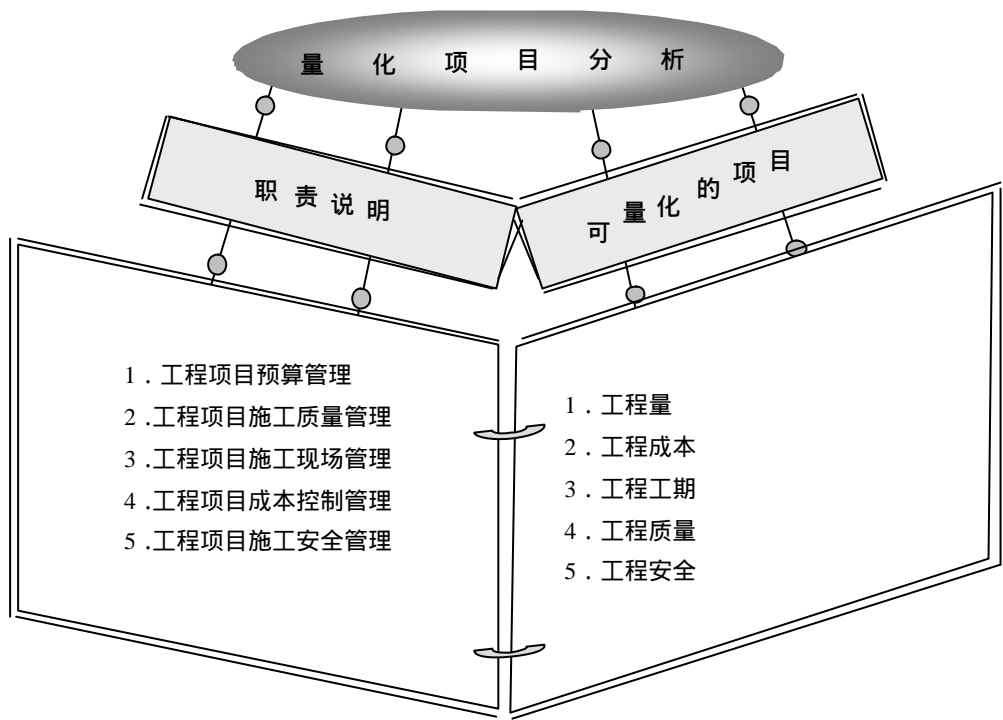 量化项目分析
职责说明
可量化的项目
1．工程项目预算管理
2．工程项目施工质量管理
3．工程项目施工现场管理
4．工程项目成本控制管理
5．工程项目施工安全管理
1．工程量
2．工程成本
3．工程工期
4．工程质量
5．工程安全